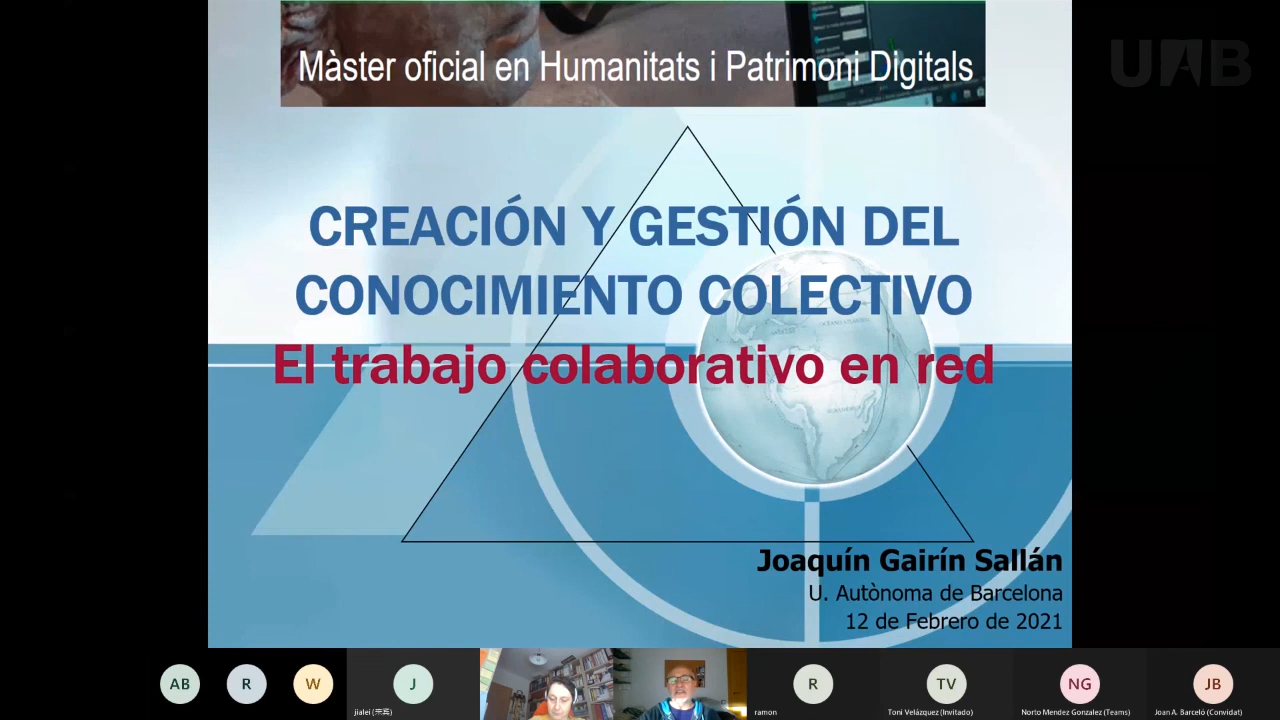 Màster oficial en Humanitats i Patrimoni Digitals
UAB
CREACIÓN Y GESTIÓN DEL
CONOCIMIENTO COLECTIVO
El trabajo colaborativo en red
Joaquín Gairín Sallán
U. Autònoma de Barcelona
12 de Febrero de 2021
AB
R
W
J
R
TV
NG
JB
ramon
Toni Velázquez (Invitado)
Norto Mendez Gonzalez (Teams)
Joan A. Barceló (Convidat)